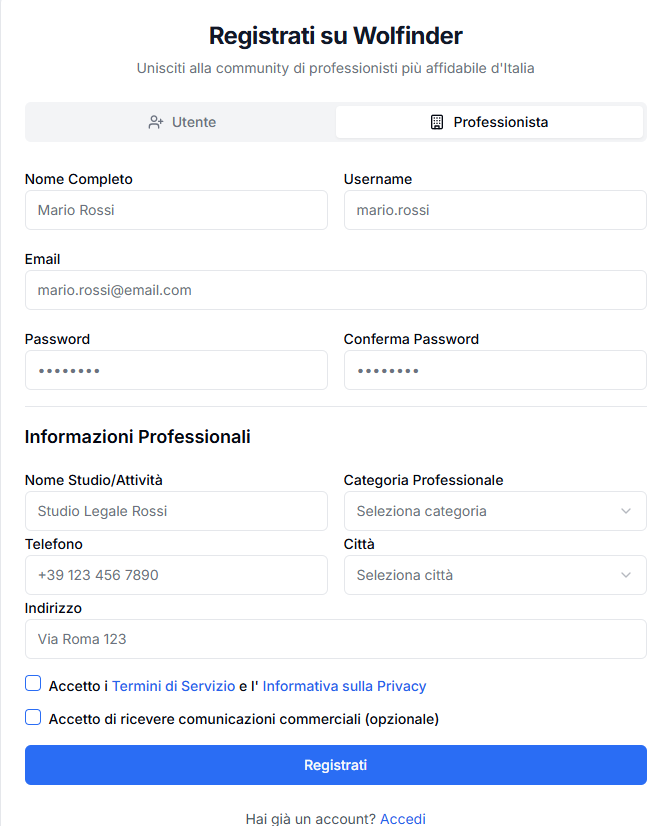 Registrati su Wolfinder
Unisciti alla community di professionisti più affidabile d'Italia
Utente
Professionista
Nome Completo
Username
Mario Rossi
mario.rossi
Email
mario.rossi@email.com
Password
Conferma Password
••••••••
••••••••
Informazioni Professionali
Nome Studio/Attività
Categoria Professionale
Studio Legale Rossi
Seleziona categoria
Telefono
Città
+39 123 456 7890
Seleziona città
Indirizzo
Via Roma 123
Accetto i Termini di Servizio e l' Informativa sulla Privacy
Accetto di ricevere comunicazioni commerciali (opzionale)
Registrati
Hai già un account? Accedi